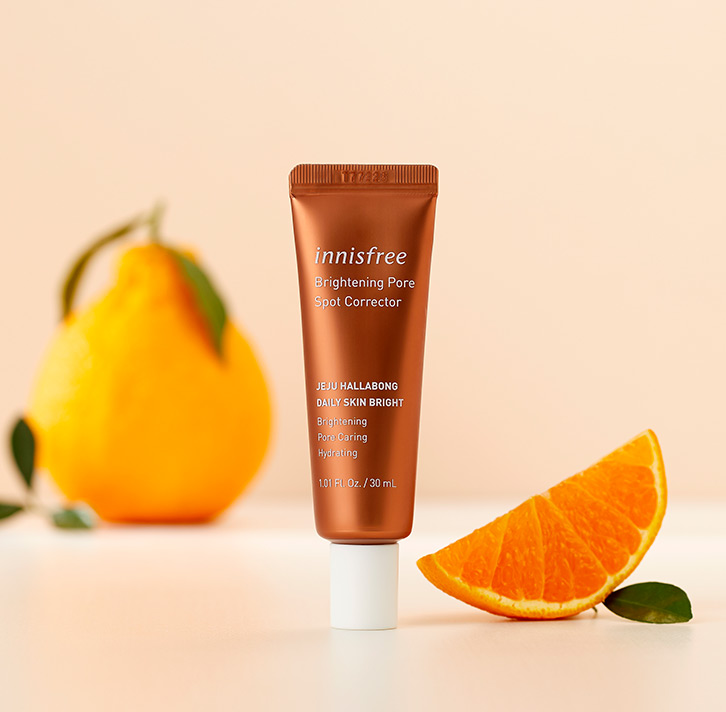 innisfree
Brightening Pore
Spot Corrector
JEJU HALLABONG
DAILY SKIN BRIGHT
Brightening
Pore Caring
Hydrating
1.01 Fl. Oz. / 30 mL